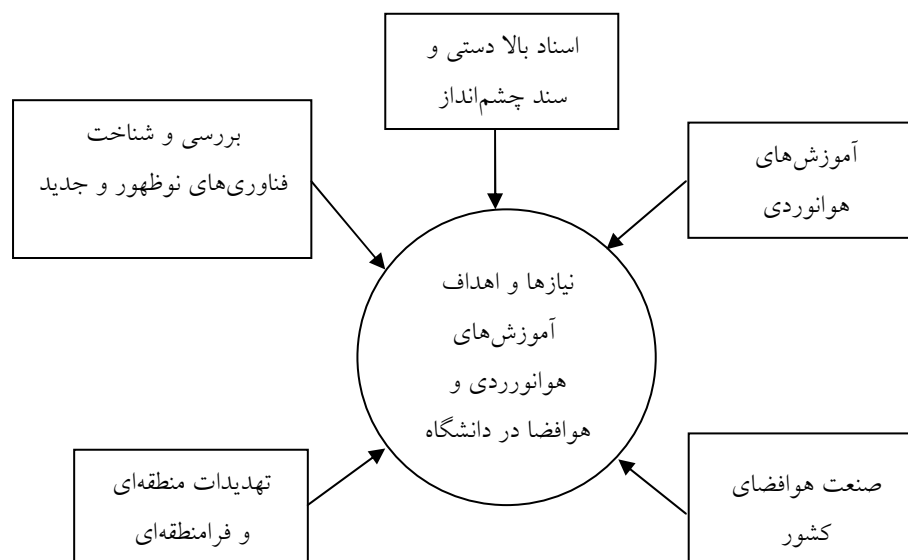 اسناد بالا دستی و
سند چشم‌انداز
آموزش‌های
هوانوردی
بررسی و شناخت
فناوری‌های نوظهور و جدید
نیازها و اهداف
آموزش‌های
هوانورردی و
هوافضا در دانشگاه
صنعت هوافضای
کشور
تهدیدات منطقه‌ای
و فرامنطقه‌ای